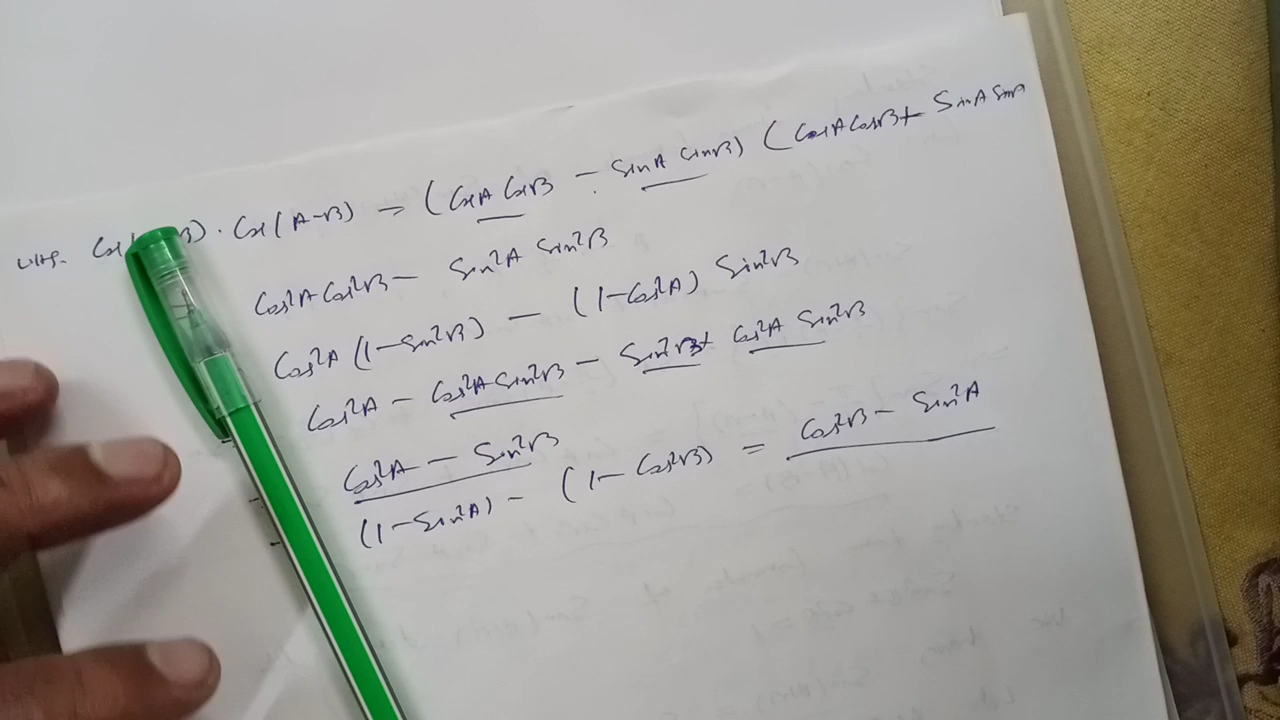 LHS. Cos( B) . Cos(A-B) = (CosA CosB - SinA SinB) (CosA CosB + SinA Sin
Cos²A Cos²B - Sin²A Sin²B
Cos²A (1-Sin²B) - (1-Cos²A) Sin²B
Cos²A - Cos²A Sin²B - Sin²B + Cos²A Sin²B
Cos²A - Sin²B
(1-Sin²A) - (1-Cos²B) = Cos²B - Sin²A